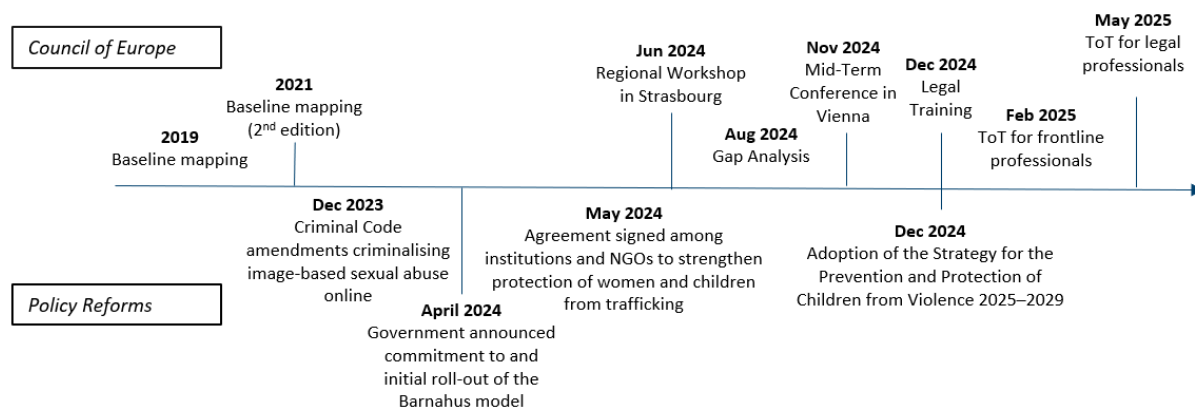 Council of Europe
2019
Baseline mapping
2021
Baseline mapping
(2nd edition)
Jun 2024
Regional Workshop
in Strasbourg
Aug 2024
Gap Analysis
Nov 2024
Mid-Term
Conference in
Vienna
Dec 2024
Legal
Training
Feb 2025
ToT for frontline
professionals
May 2025
ToT for legal
professionals
Policy Reforms
Dec 2023
Criminal Code
amendments criminalising
image-based sexual abuse
online
April 2024
Government announced
commitment to and
initial roll-out of the
Barnahus model
May 2024
Agreement signed among
institutions and NGOs to strengthen
protection of women and children
from trafficking
Dec 2024
Adoption of the Strategy for the
Prevention and Protection of
Children from Violence 2025–2029